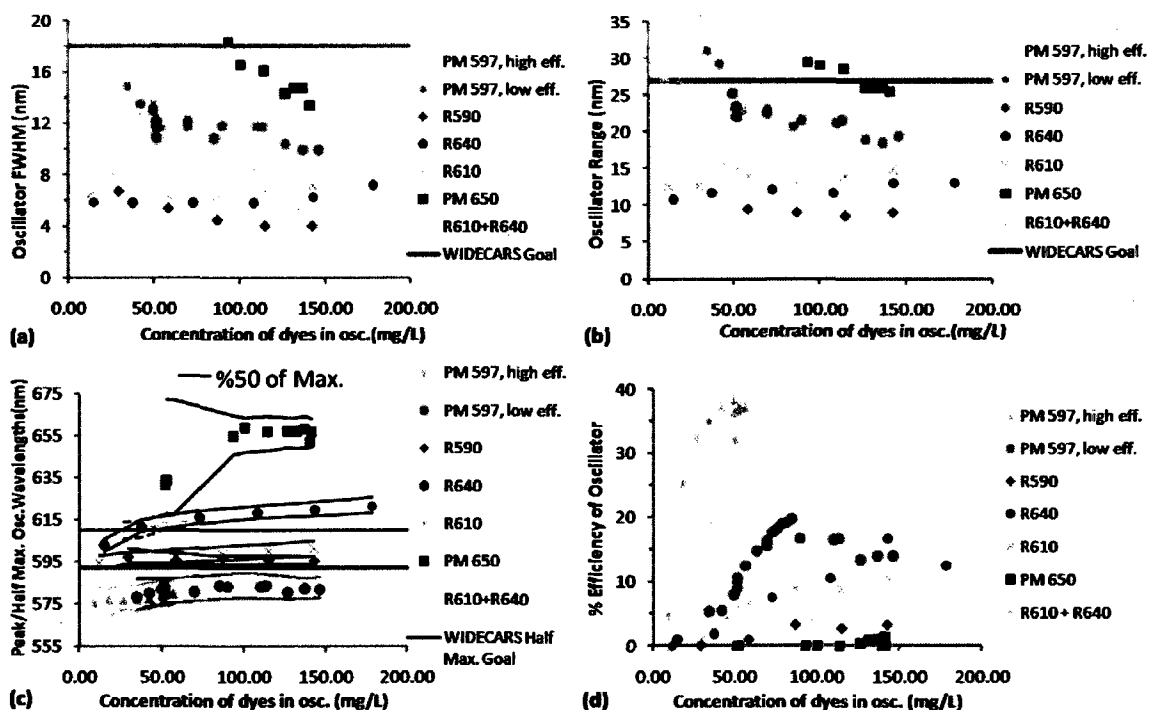 20
16
12
8
4
0
0.00 50.00 100.00 150.00 200.00
Oscillator FWHM (nm)
(a) Concentration of dyes in osc.(mg/L)
PM 597, high eff.
PM 597, low eff.
R590
R640
R610
PM 650
R610+R640
WIDECARS Goal
35
30
25
20
15
10
5
0
0.00 50.00 100.00 150.00 200.00
Oscillator Range (nm)
(b) Concentration of dyes in osc.(mg/L)
PM 597, high eff.
PM 597, low eff.
R590
R640
R610
PM 650
R610+R640
WIDECARS Goal
%50 of Max.
675
655
635
615
595
575
555
0.00 50.00 100.00 150.00 200.00
Peak/Half Max. Osc.Wavelengths(nm)
(c) Concentration of dyes in osc. (mg/L)
PM 597, high eff.
PM 597, low eff.
R590
R640
R610
PM 650
R610+R640
WIDECARS Half
Max. Goal
40
30
20
10
0
0.00 50.00 100.00 150.00 200.00
% Efficiency of Oscillator
(d) Concentration of dyes in osc. (mg/L)
PM 597, high eff.
PM 597, low eff.
R590
R640
R610
PM 650
R610 + R640